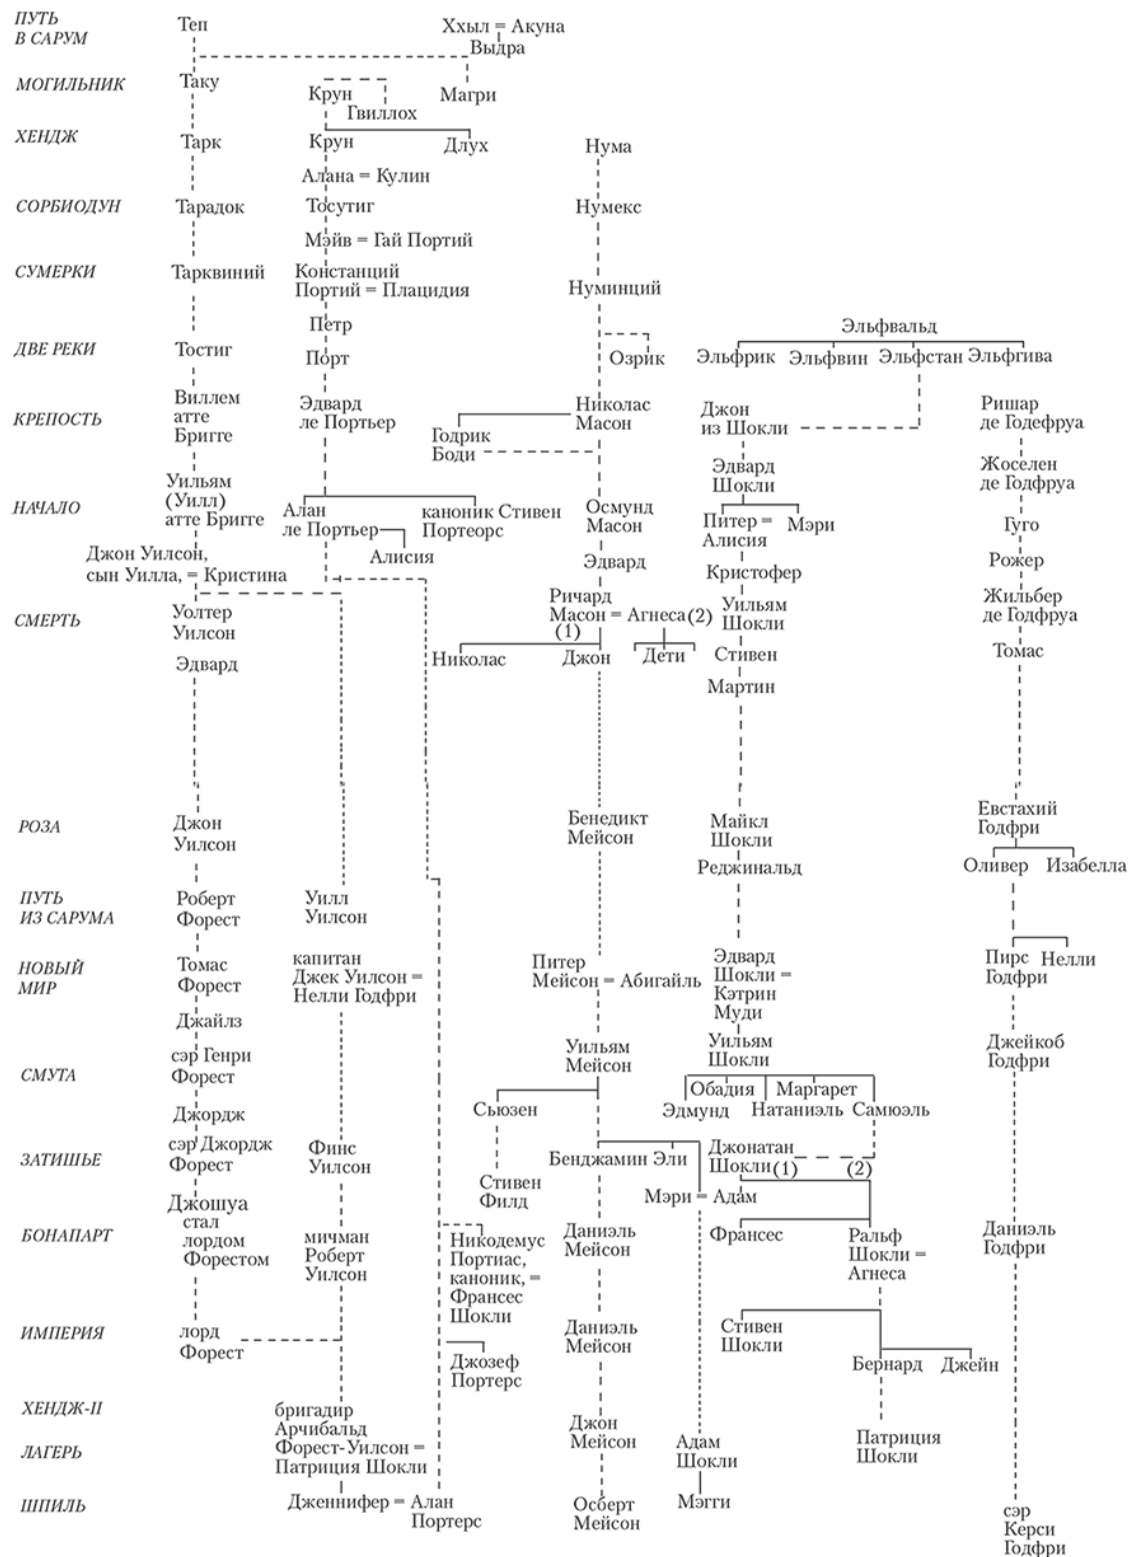 ПУТЬ
В САРУМ
Теп
Ххыл = Акуна
Выдра
МОГИЛЬНИК
Таку
Крун
Гвиллох
Магри
ХЕНДЖ
Тарк
Крун
Длух
Нума
Алана = Кулин
СОРБИОДУН
Тарадок
Тосутиг
Нумекс
Мэйв = Гай Портий
СУМЕРКИ
Тарквиний
Констанций
Портий = Плацидия
Нуминций
Петр
Эльфвальд
ДВЕ РЕКИ
Тостиг
Порт
Озрик
Эльфрик
Эльфвин
Эльфстан
Эльфгива
КРЕПОСТЬ
Виллем
атте
Бригге
Эдвард
ле Портьер
Годрик
Боди
Николас
Масон
Джон
из Шокли
Ришар
де Годефруа
Эдвард
Шокли
Жоселен
де Годфруа
НАЧАЛО
Уильям
(Уилл)
атте Бригге
Алан
ле Портьер
каноник Стивен
Портеорс
Алисия
Осмунд
Масон
Питер =
Алисия
Мэри
Гуго
Джон Уилсон,
сын Уилла, = Кристина
Эдвард
Кристофер
Рожер
СМЕРТЬ
Уолтер
Уилсон
Ричард
Масон = Агнеса (2)
(1)
Уильям
Шокли
Жильбер
де Годфруа
Эдвард
Николас
Джон
Дети
Стивен
Томас
Мартин
РОЗА
Джон
Уилсон
Бенедикт
Мейсон
Майкл
Шокли
Евстахий
Годфри
Реджинальд
Оливер
Изабелла
ПУТЬ
ИЗ САРУМА
Роберт
Форест
Уилл
Уилсон
НОВЫЙ
МИР
Томас
Форест
капитан
Джек Уилсон =
Нелли Годфри
Питер
Мейсон = Абигайль
Эдвард
Шокли =
Кэтрин
Муди
Пирс
Годфри
Нелли
Джайлз
Уильям
Мейсон
Уильям
Шокли
Джейкоб
Годфри
СМУТА
сэр Генри
Форест
Сьюзен
Обадия
Маргарет
Эдмунд
Натаниэль
Самюэль
Джордж
ЗАТИШЬЕ
сэр Джордж
Форест
Финс
Уилсон
Стивен
Филд
Бенджамин
Эли
Джонатан
Шокли (1)
(2)
Мэри = Адам
БОНАПАРТ
Джошуа
стал
лордом
Форестом
мичман
Роберт
Уилсон
Никодемус
Портиас,
каноник, =
Франсес
Шокли
Даниэль
Мейсон
Франсес
Ральф
Шокли =
Агнеса
Даниэль
Годфри
ИМПЕРИЯ
лорд
Форест
Джозеф
Портерс
Даниэль
Мейсон
Стивен
Шокли
Бернард
Джейн
ХЕНДЖ-II
ЛАГЕРЬ
бригадир
Арчибальд
Форест-Уилсон =
Патриция Шокли
Джон
Мейсон
Адам
Шокли
Патриция
Шокли
ШПИЛЬ
Дженнифер = Алан
Портерс
Осберт
Мейсон
Мэгги
сэр
Керси
Годфри